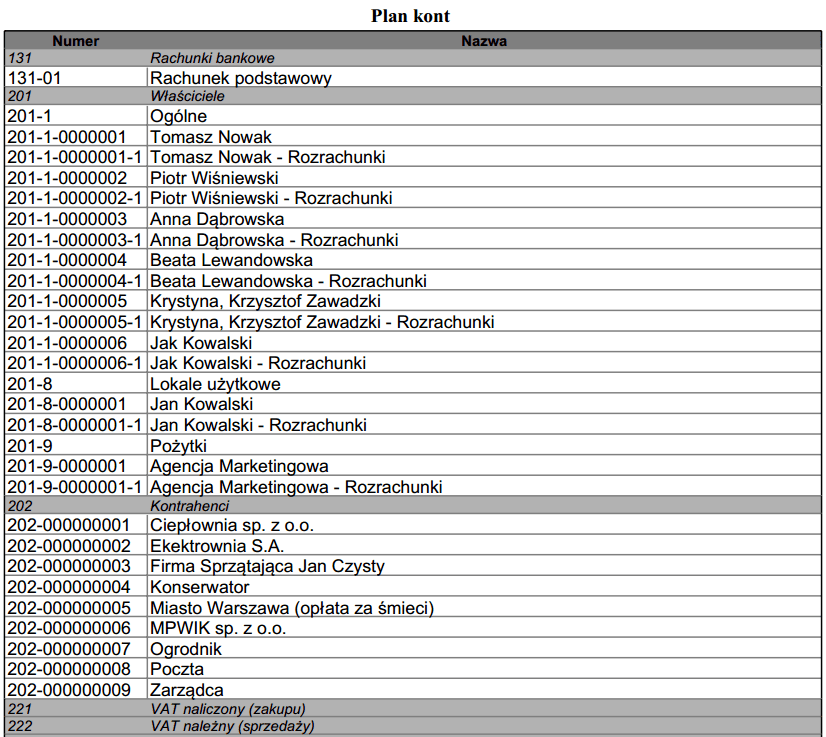 Plan kont
Numer Nazwa
131 Rachunki bankowe
131-01 Rachunek podstawowy
201 Właściciele
201-1 Ogólne
201-1-0000001 Tomasz Nowak
201-1-0000001-1 Tomasz Nowak - Rozrachunki
201-1-0000002 Piotr Wiśniewski
201-1-0000002-1 Piotr Wiśniewski - Rozrachunki
201-1-0000003 Anna Dąbrowska
201-1-0000003-1 Anna Dąbrowska - Rozrachunki
201-1-0000004 Beata Lewandowska
201-1-0000004-1 Beata Lewandowska - Rozrachunki
201-1-0000005 Krystyna, Krzysztof Zawadzki
201-1-0000005-1 Krystyna, Krzysztof Zawadzki - Rozrachunki
201-1-0000006 Jak Kowalski
201-1-0000006-1 Jak Kowalski - Rozrachunki
201-8 Lokale użytkowe
201-8-0000001 Jan Kowalski
201-8-0000001-1 Jan Kowalski - Rozrachunki
201-9 Pożytki
201-9-0000001 Agencja Marketingowa
201-9-0000001-1 Agencja Marketingowa - Rozrachunki
202 Kontrahenci
202-000000001 Ciepłownia sp. z o.o.
202-000000002 Ekektrownia S.A.
202-000000003 Firma Sprzątająca Jan Czysty
202-000000004 Konserwator
202-000000005 Miasto Warszawa (opłata za śmieci)
202-000000006 MPWIK sp. z o.o.
202-000000007 Ogrodnik
202-000000008 Poczta
202-000000009 Zarządca
221 VAT naliczony (zakupu)
222 VAT należny (sprzedaży)